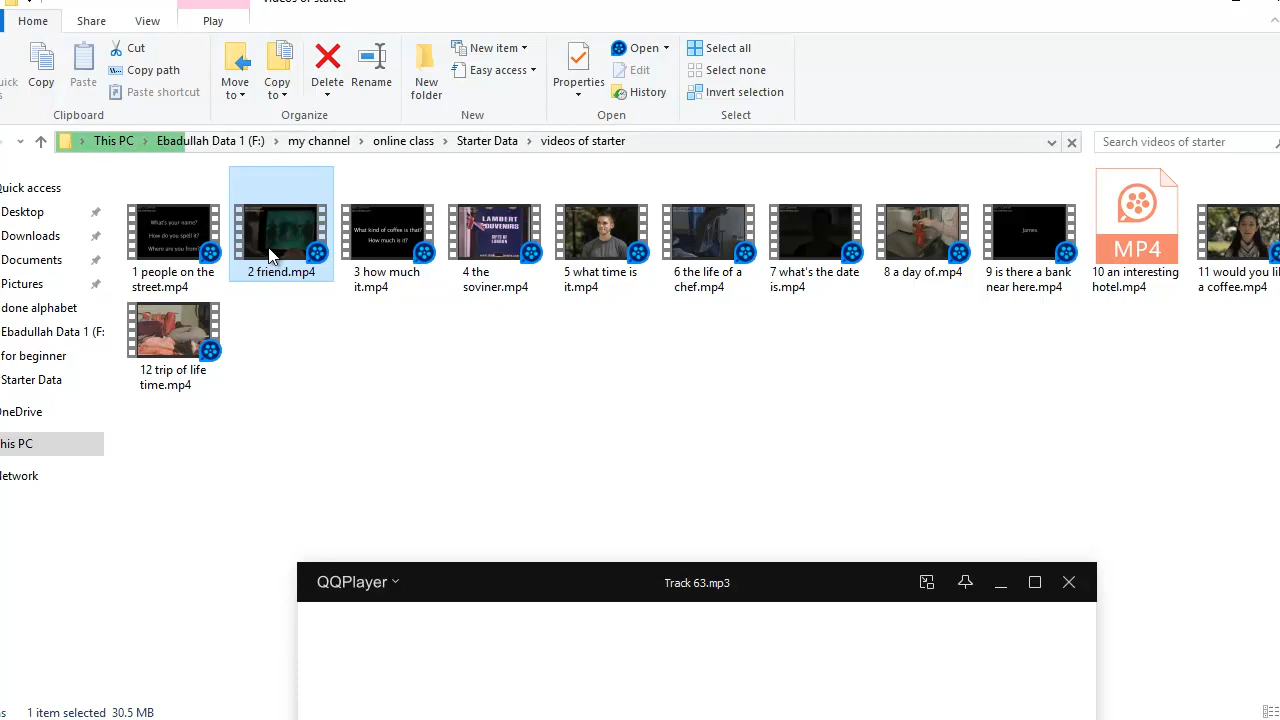 videos of starter
Home
Share
View
Play
Copy
Paste
Cut
Copy path
Paste shortcut
Clipboard
Move to
Copy to
Delete
Rename
Organize
New folder
New item
Easy access
New
Properties
Open
Edit
History
Open
Select all
Select none
Invert selection
Select
This PC
Ebadullah Data 1 (F:)
my channel
online class
Starter Data
videos of starter
Search videos of starter
Quick access
Desktop
Downloads
Documents
Pictures
done alphabet
Ebadullah Data 1 (F:
for beginner
Starter Data
OneDrive
This PC
Network
What's your name?
How do you spell it?
Where are you from?
1 people on the
street.mp4
2 friend.mp4
What kind of coffee is that?
How much is it?
3 how much
it.mp4
LAMBERT
SOUVENIRS
GIFTS OF
LONDON
4 the
soviner.mp4
5 what time is
it.mp4
6 the life of a
chef.mp4
7 what's the date
is.mp4
8 a day of.mp4
James
9 is there a bank
near here.mp4
MP4
10 an interesting
hotel.mp4
11 would you li
a coffee.mp4
12 trip of life
time.mp4
QQPlayer
Track 63.mp3
1 item selected 30.5 MB